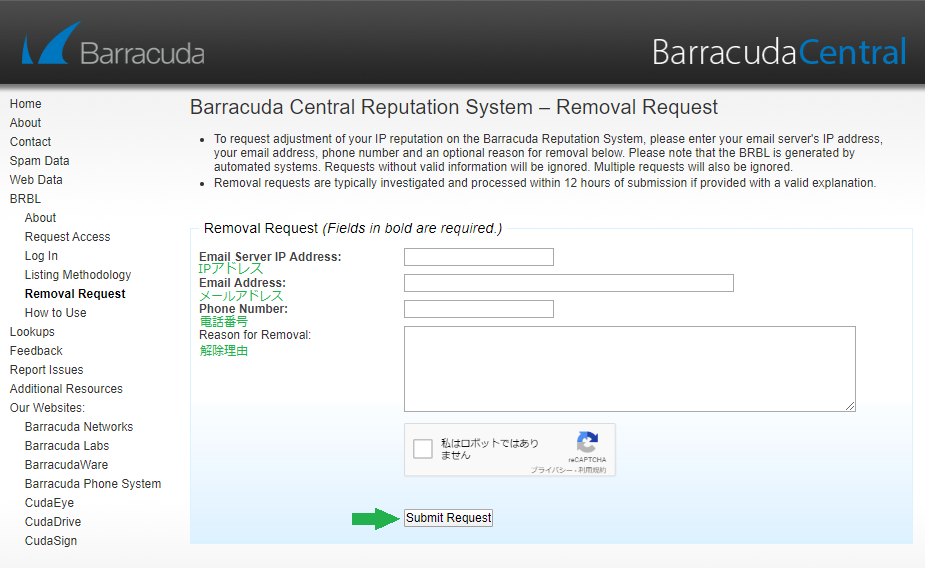 Barracuda
BarracudaCentral
Home
About
Contact
Spam Data
Web Data
BRBL
About
Request Access
Log In
Listing Methodology
Removal Request
How to Use
Lookups
Feedback
Report Issues
Additional Resources
Our Websites:
Barracuda Networks
Barracuda Labs
BarracudaWare
Barracuda Phone System
CudaEye
CudaDrive
CudaSign
Barracuda Central Reputation System – Removal Request
• To request adjustment of your IP reputation on the Barracuda Reputation System, please enter your email server's IP address,
your email address, phone number and an optional reason for removal below. Please note that the BRBL is generated by
automated systems. Requests without valid information will be ignored. Multiple requests will also be ignored.
• Removal requests are typically investigated and processed within 12 hours of submission if provided with a valid explanation.
Removal Request (Fields in bold are required.)
Email Server IP Address:
IPアドレス
Email Address:
メールアドレス
Phone Number:
電話番号
Reason for Removal:
解除理由
私はロボットではあり
ません
reCAPTCHA
プライバシー - 利用規約
Submit Request